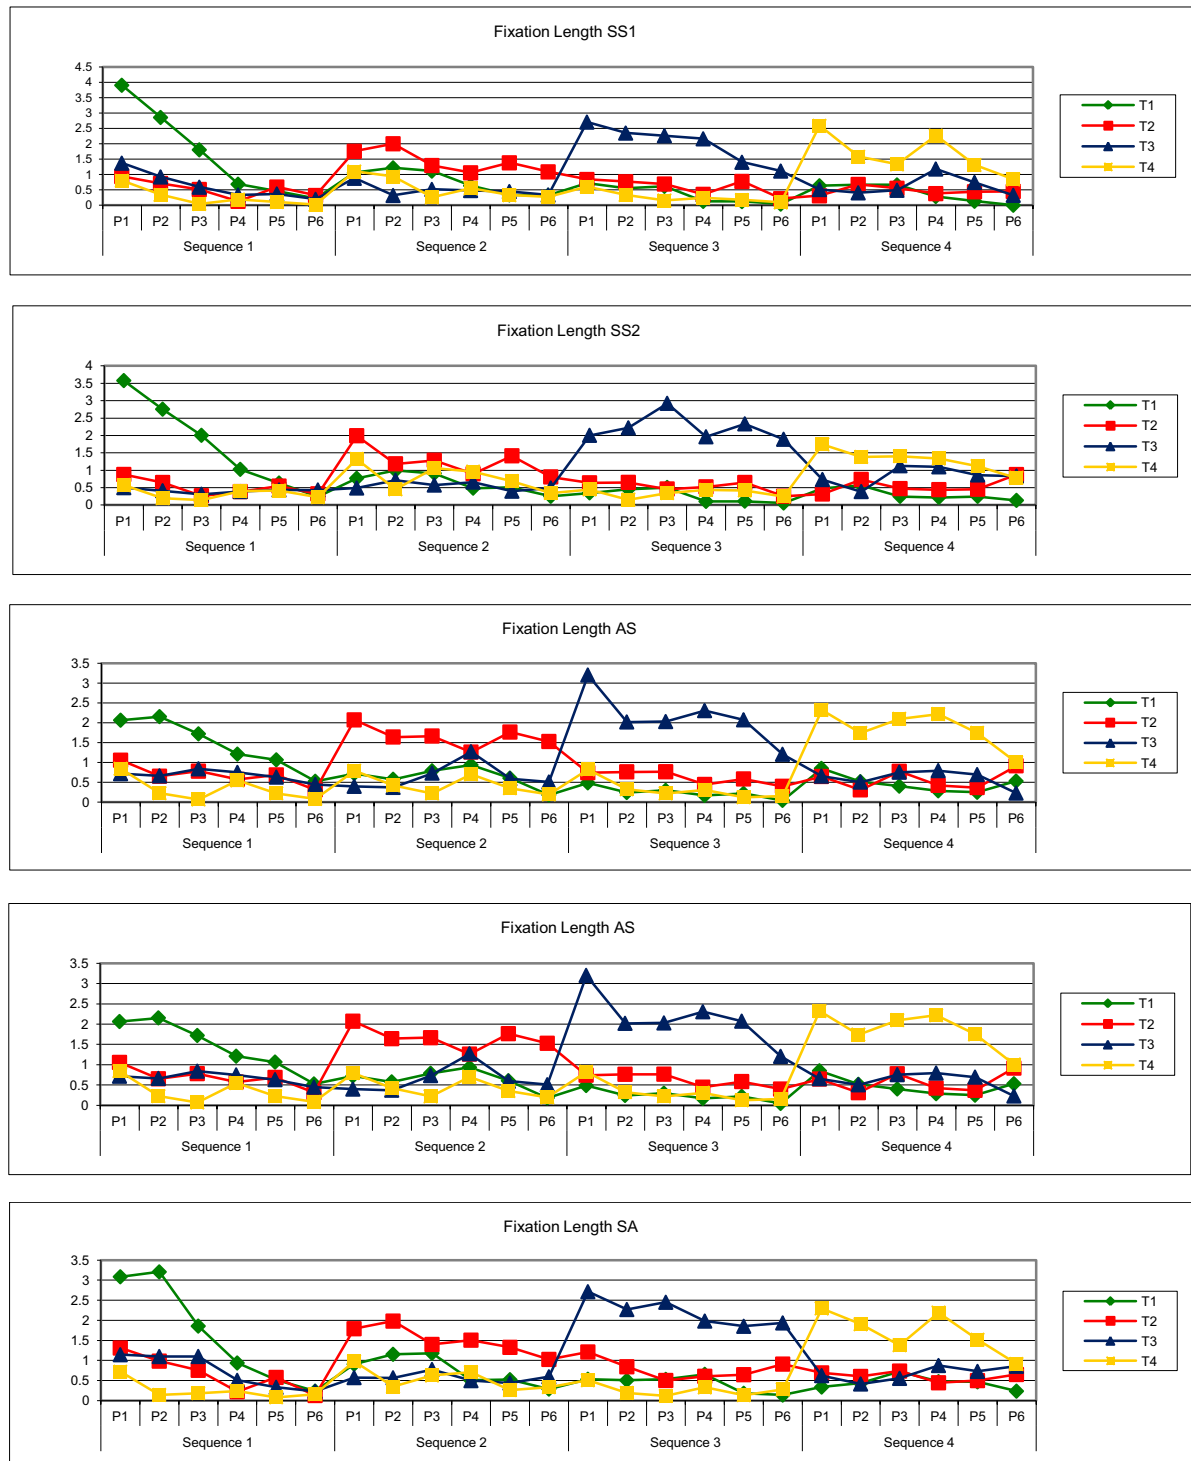 Fixation Length SS1
4.5
4
3.5
3
2.5
2
1.5
1
0.5
0
P1 P2 P3 P4 P5 P6 P1 P2 P3 P4 P5 P6 P1 P2 P3 P4 P5 P6 P1 P2 P3 P4 P5 P6
Sequence 1 Sequence 2 Sequence 3 Sequence 4
T1
T2
T3
T4
Fixation Length SS2
4
3.5
3
2.5
2
1.5
1
0.5
0
P1 P2 P3 P4 P5 P6 P1 P2 P3 P4 P5 P6 P1 P2 P3 P4 P5 P6 P1 P2 P3 P4 P5 P6
Sequence 1 Sequence 2 Sequence 3 Sequence 4
T1
T2
T3
T4
Fixation Length AS
3.5
3
2.5
2
1.5
1
0.5
0
P1 P2 P3 P4 P5 P6 P1 P2 P3 P4 P5 P6 P1 P2 P3 P4 P5 P6 P1 P2 P3 P4 P5 P6
Sequence 1 Sequence 2 Sequence 3 Sequence 4
T1
T2
T3
T4
Fixation Length AS
3.5
3
2.5
2
1.5
1
0.5
0
P1 P2 P3 P4 P5 P6 P1 P2 P3 P4 P5 P6 P1 P2 P3 P4 P5 P6 P1 P2 P3 P4 P5 P6
Sequence 1 Sequence 2 Sequence 3 Sequence 4
T1
T2
T3
T4
Fixation Length SA
3.5
3
2.5
2
1.5
1
0.5
0
P1 P2 P3 P4 P5 P6 P1 P2 P3 P4 P5 P6 P1 P2 P3 P4 P5 P6 P1 P2 P3 P4 P5 P6
Sequence 1 Sequence 2 Sequence 3 Sequence 4
T1
T2
T3
T4